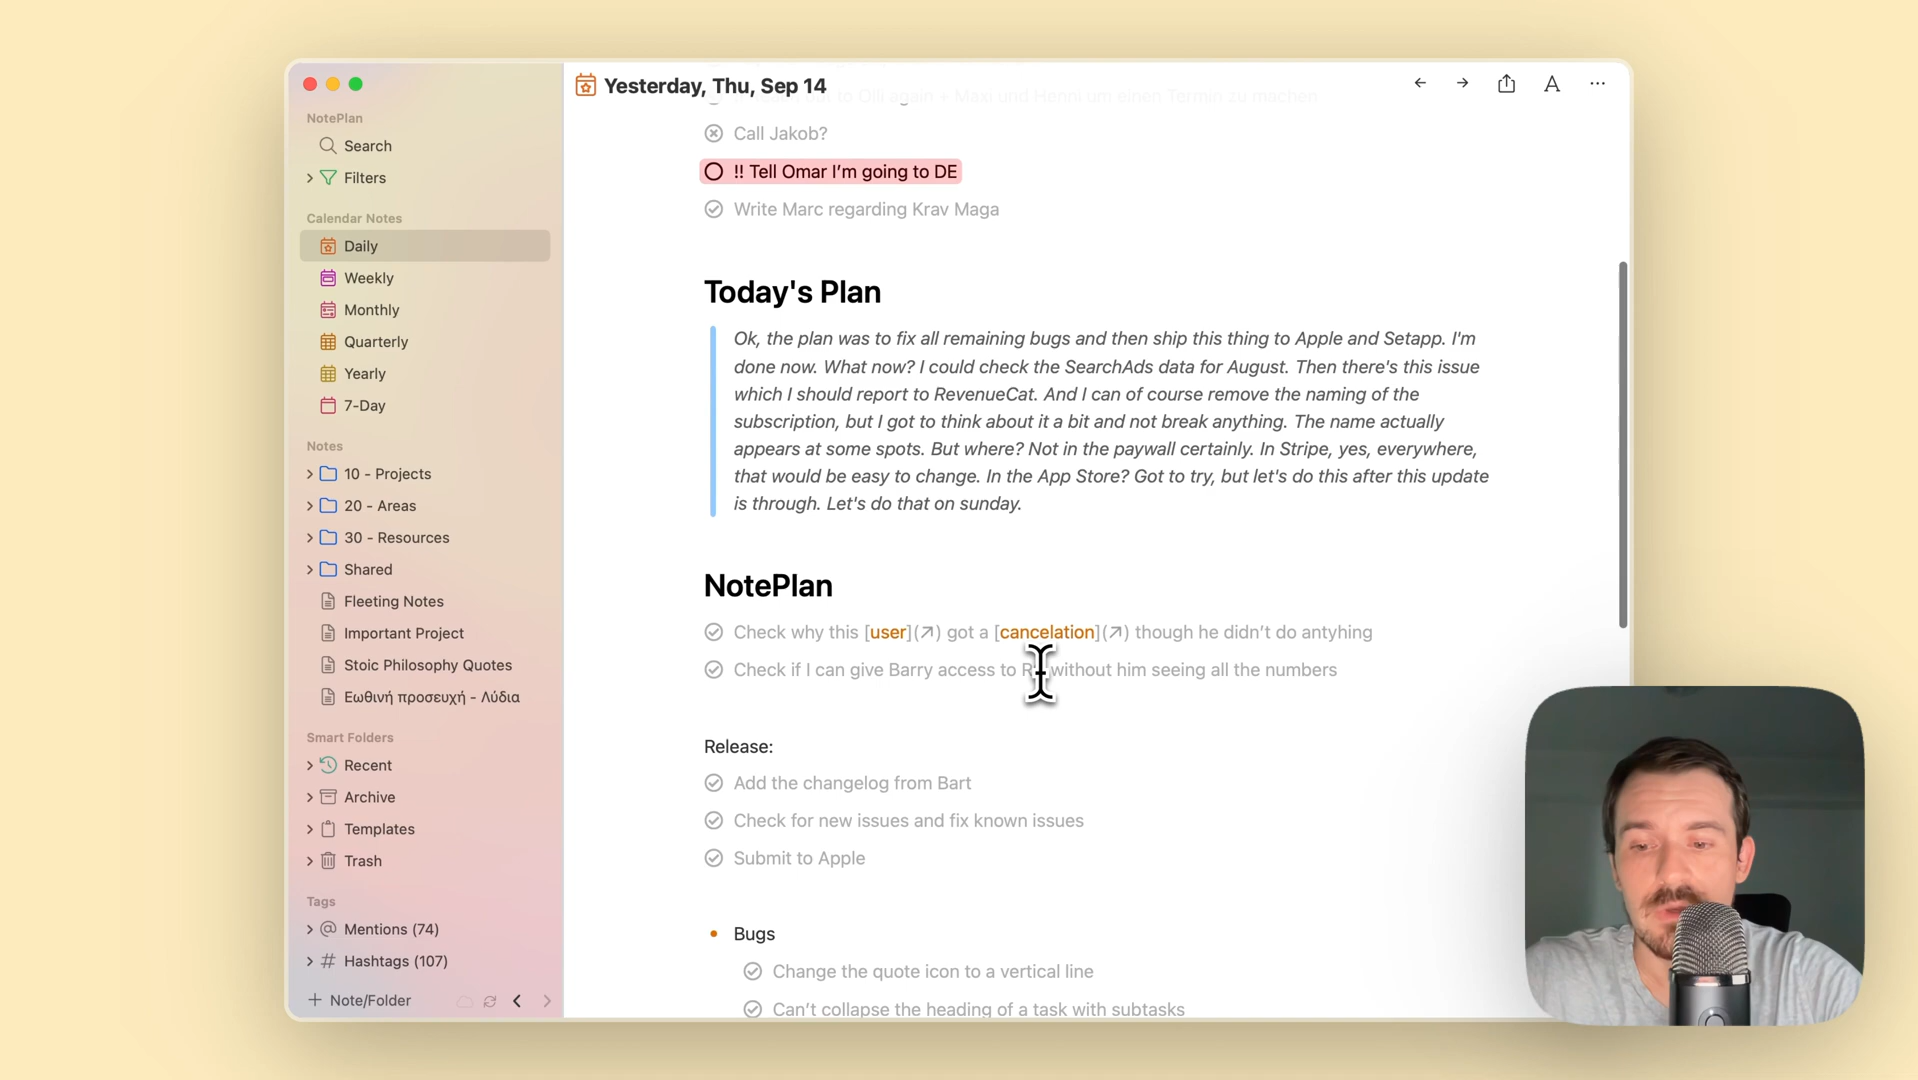 NotePlan
Search
Filters
Calendar Notes
Daily
Weekly
Monthly
Quarterly
Yearly
7-Day
Notes
10 - Projects
20 - Areas
30 - Resources
Shared
Fleeting Notes
Important Project
Stoic Philosophy Quotes
Εωθινή προσευχή - Λύδια
Smart Folders
Recent
Archive
Templates
Trash
Tags
Mentions (74)
Hashtags (107)
+ Note/Folder
Yesterday, Thu, Sep 14
Olli again + Maxi und Henni um einen Termin zu machen
Call Jakob?
!! Tell Omar I'm going to DE
Write Marc regarding Krav Maga
Today's Plan
Ok, the plan was to fix all remaining bugs and then ship this thing to Apple and Setapp. I'm
done now. What now? I could check the SearchAds data for August. Then there's this issue
which I should report to RevenueCat. And I can of course remove the naming of the
subscription, but I got to think about it a bit and not break anything. The name actually
appears at some spots. But where? Not in the paywall certainly. In Stripe, yes, everywhere,
that would be easy to change. In the App Store? Got to try, but let's do this after this update
is through. Let's do that on sunday.
NotePlan
Check why this [user](↗) got a [cancelation](↗) though he didn't do antyhing
Check if I can give Barry access to without him seeing all the numbers
Release:
Add the changelog from Bart
Check for new issues and fix known issues
Submit to Apple
• Bugs
Change the quote icon to a vertical line
Can't collapse the heading of a task with subtasks